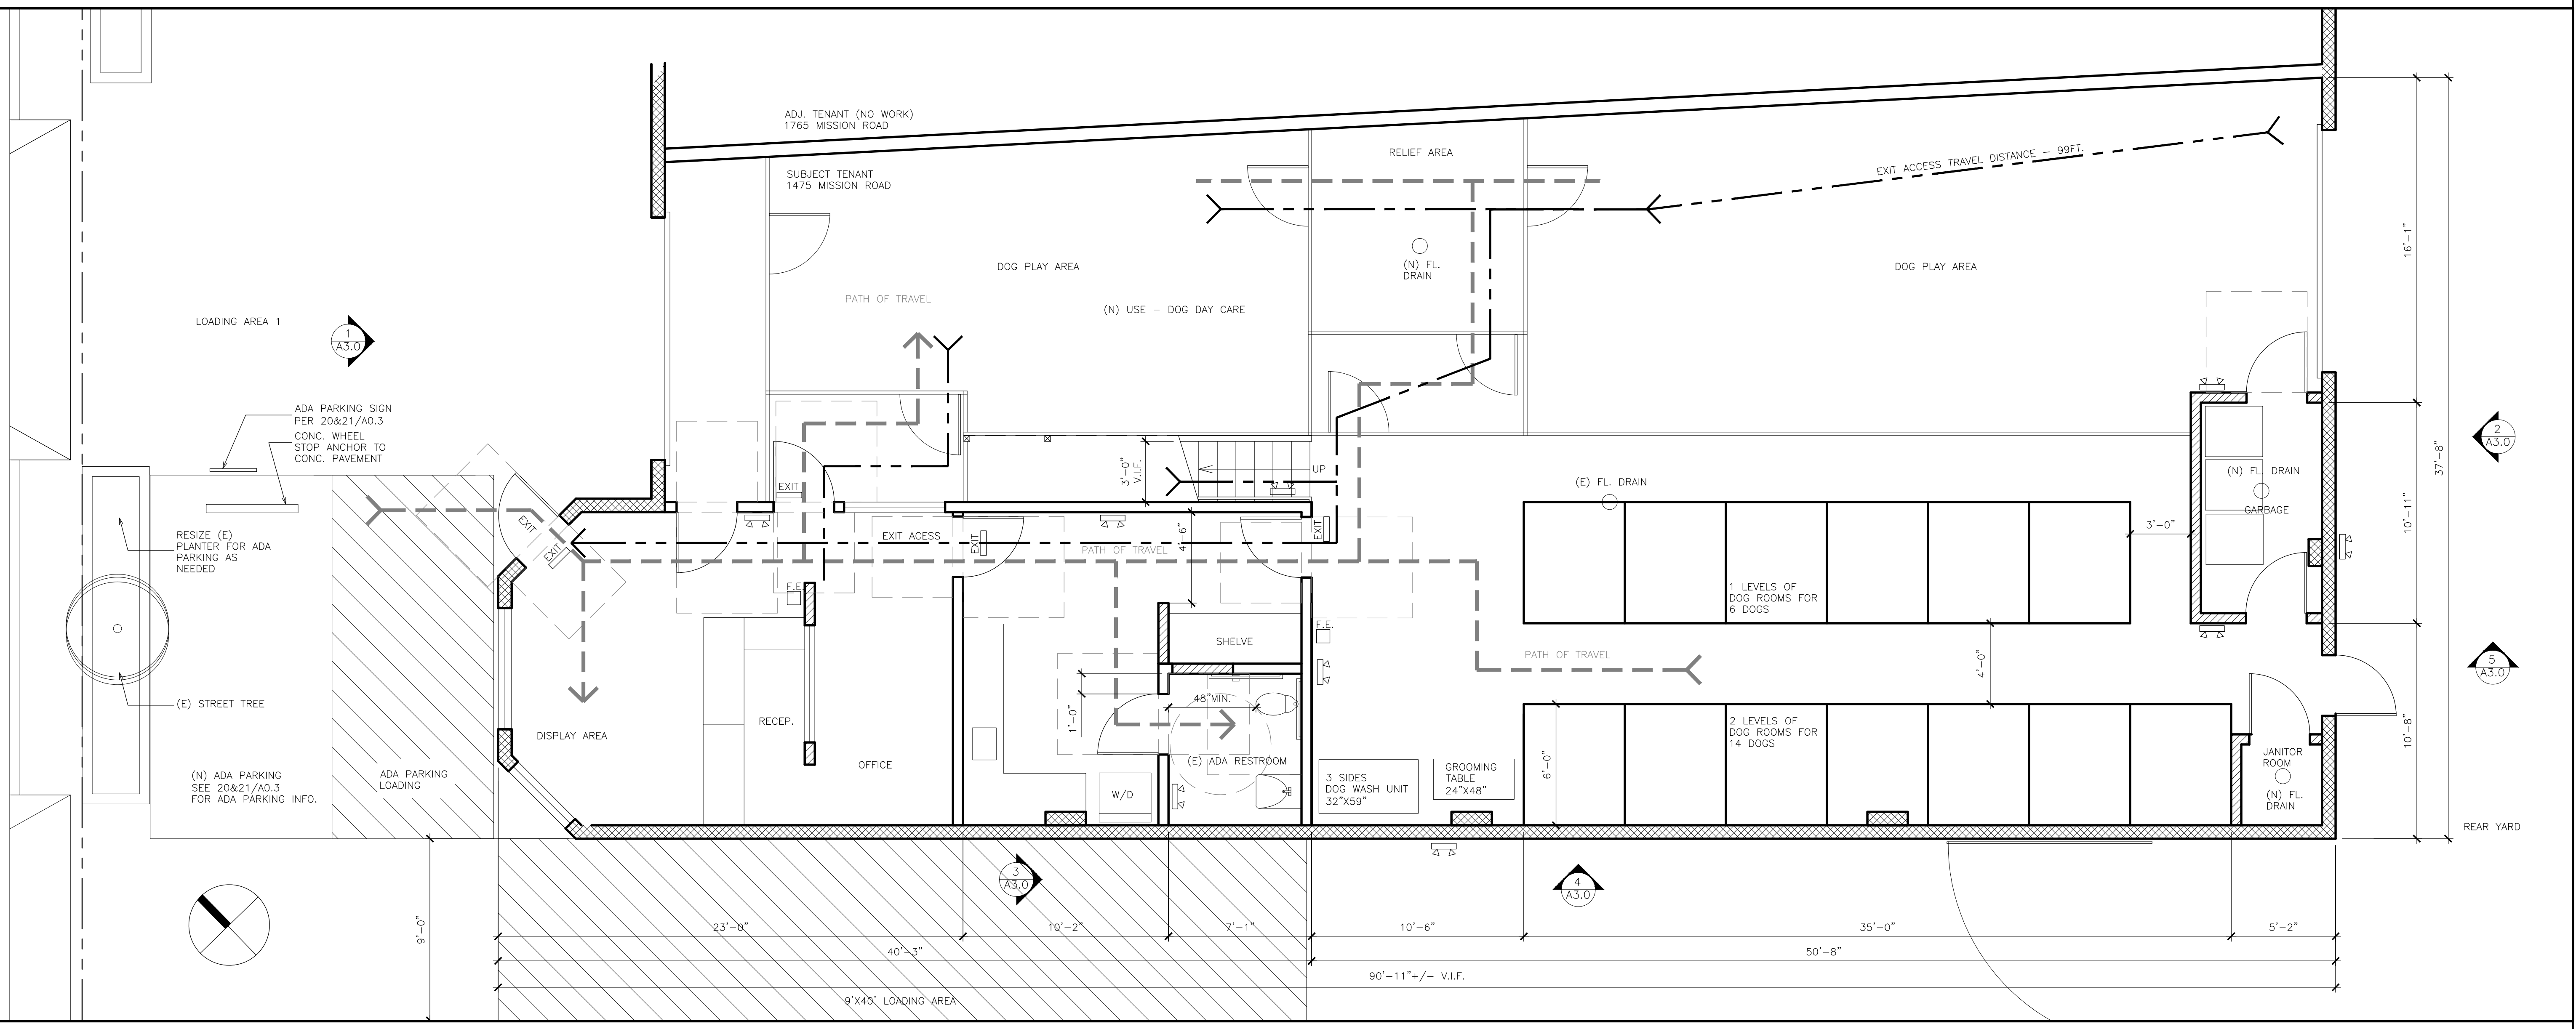 ADJ. TENANT (NO WORK)
1765 MISSION ROAD
SUBJECT TENANT
1475 MISSION ROAD
RELIEF AREA
EXIT ACCESS TRAVEL DISTANCE – 99FT.
DOG PLAY AREA
(N) FL.
DRAIN
DOG PLAY AREA
PATH OF TRAVEL
(N) USE – DOG DAY CARE
16'–1"
LOADING AREA 1
1
A3.0
ADA PARKING SIGN
PER 20&21/A0.3
CONC. WHEEL
STOP ANCHOR TO
CONC. PAVEMENT
2
A3.0
37'–8"
3'–0"
V.I.F.
UP
EXIT
(E) FL. DRAIN
(N) FL. DRAIN
GARBAGE
10'–11"
3'–0"
RESIZE (E)
PLANTER FOR ADA
PARKING AS
NEEDED
EXIT
EXIT
EXIT ACESS
EXIT
PATH OF TRAVEL
4'–6"
EXIT
F.E.
1 LEVELS OF
DOG ROOMS FOR
6 DOGS
F.E.
SHELVE
PATH OF TRAVEL
4'–0"
5
A3.0
(E) STREET TREE
48"MIN.
1'–0"
RECEP.
DISPLAY AREA
OFFICE
2 LEVELS OF
DOG ROOMS FOR
14 DOGS
10'–8"
(E) ADA RESTROOM
6'–0"
JANITOR
ROOM
(N) FL.
DRAIN
(N) ADA PARKING
SEE 20&21/A0.3
FOR ADA PARKING INFO.
ADA PARKING
LOADING
W/D
3 SIDES
DOG WASH UNIT
32"X59"
GROOMING
TABLE
24"X48"
REAR YARD
3
A3.0
4
A3.0
9'–0"
23'–0"
10'–2"
7'–1"
10'–6"
35'–0"
5'–2"
40'–3"
50'–8"
90'–11"+/– V.I.F.
9'X40' LOADING AREA